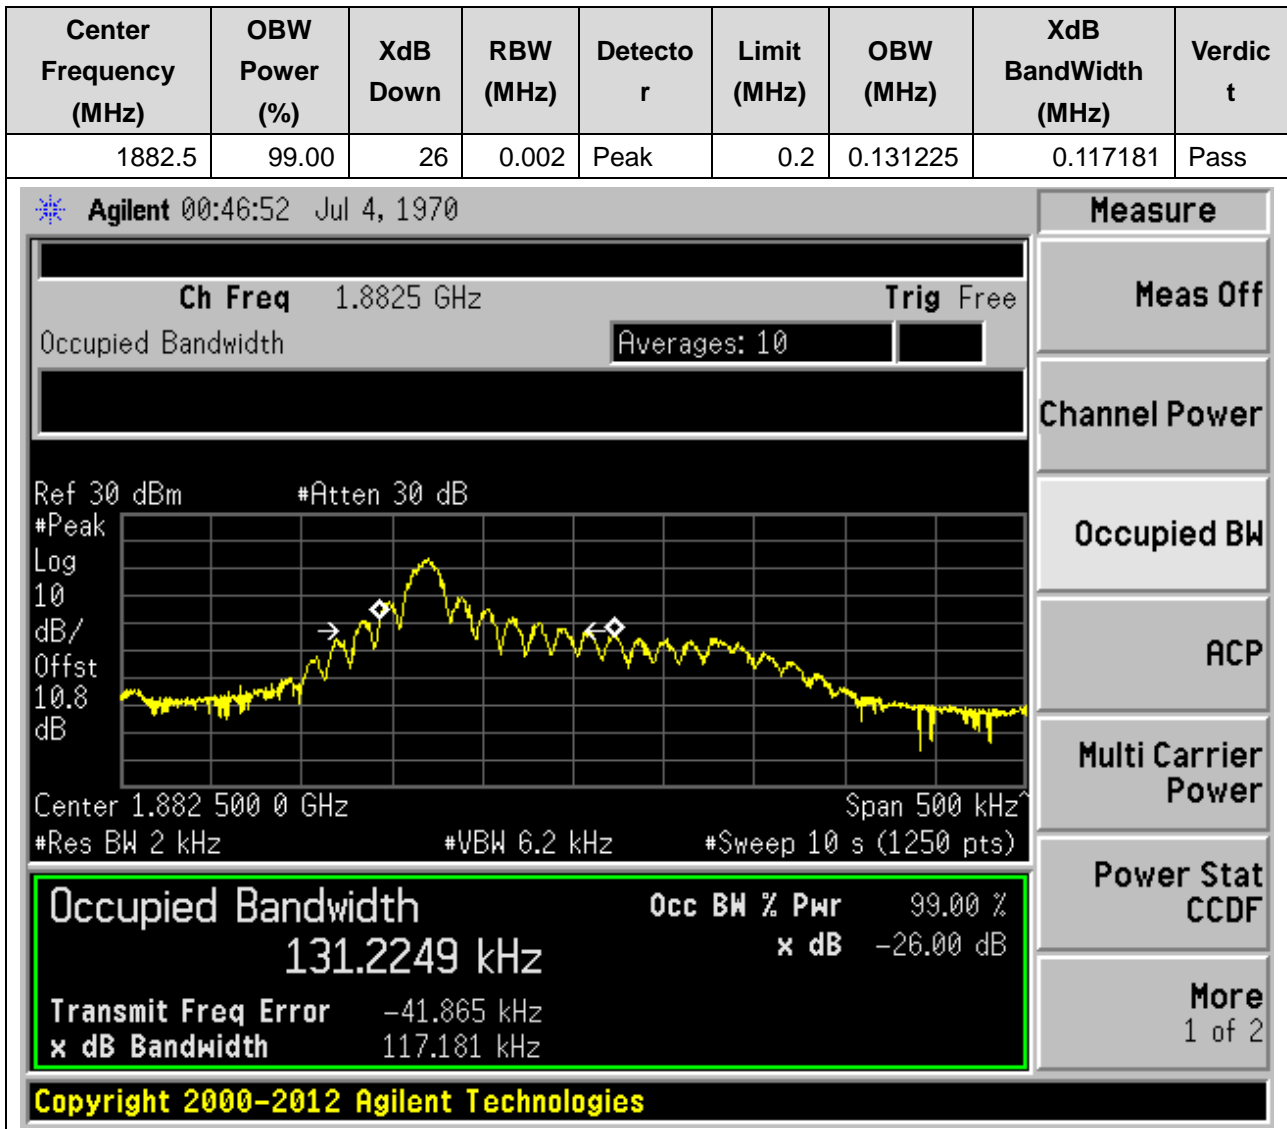 Center Frequency (MHz) OBW Power (%) XdB Down RBW (MHz) Detecto r Limit (MHz) OBW (MHz) XdB BandWidth (MHz) Verdic t
1882.5 99.00 26 0.002 Peak 0.2 0.131225 0.117181 Pass
Agilent 00:46:52 Jul 4, 1970
Measure
Ch Freq 1.8825 GHz Trig Free
Meas Off
Occupied Bandwidth Averages: 10
Channel Power
Ref 30 dBm #Atten 30 dB
#Peak
Log
10
dB/
Offst
10.8
dB
Occupied BW
ACP
Multi Carrier
Power
Center 1.882 500 0 GHz Span 500 kHz^
#Res BW 2 kHz #VBW 6.2 kHz #Sweep 10 s (1250 pts)
Power Stat
CCDF
Occupied Bandwidth Occ BW % Pwr 99.00 %
131.2249 kHz x dB -26.00 dB
Transmit Freq Error -41.865 kHz
x dB Bandwidth 117.181 kHz
More
1 of 2
Copyright 2000-2012 Agilent Technologies